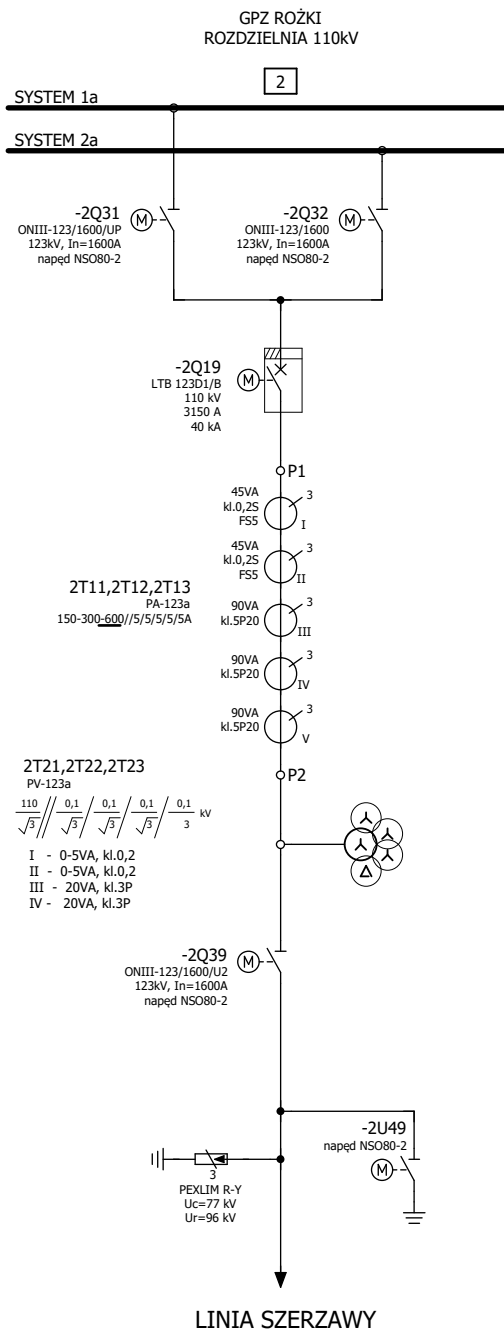 GPZ ROŻKI
ROZDZIELNIA 110kV
2
SYSTEM 1a
SYSTEM 2a
-2Q31
ONIII-123/1600/UP
123kV, In=1600A
napęd NSO80-2
M
-2Q32
ONIII-123/1600
123kV, In=1600A
napęd NSO80-2
M
-2Q19
LTB 123D1/B
110 kV
3150 A
40 kA
M
P1
45VA
kl.0,2S
FS5
3
I
45VA
kl.0,2S
FS5
3
II
2T11,2T12,2T13
PA-123a
150-300-600//5/5/5/5/5A
90VA
kl.5P20
3
III
90VA
kl.5P20
3
IV
90VA
kl.5P20
3
V
P2
2T21,2T22,2T23
PV-123a
110/√3 // 0,1/√3 / 0,1/√3 / 0,1/√3 / 0,1/3 kV
I - 0-5VA, kl.0,2
II - 0-5VA, kl.0,2
III - 20VA, kl.3P
IV - 20VA, kl.3P
-2Q39
ONIII-123/1600/U2
123kV, In=1600A
napęd NSO80-2
M
-2U49
napęd NSO80-2
M
3
PEXLIM R-Y
Uc=77 kV
Ur=96 kV
LINIA SZERZAWY